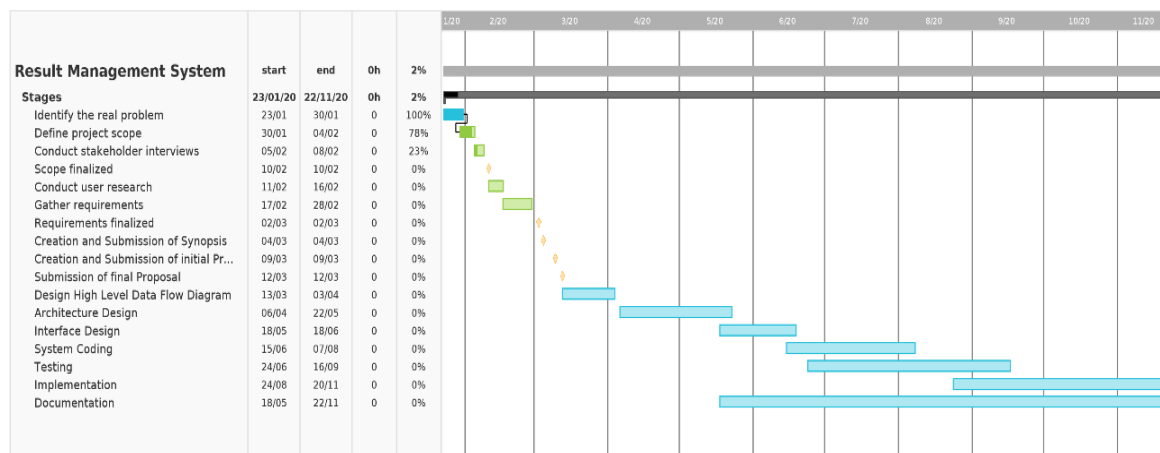 1/20 2/20 3/20 4/20 5/20 6/20 7/20 8/20 9/20 10/20 11/20
Result Management System start end 0h 2%
Stages 23/01/20 22/11/20 0h 2%
Identify the real problem 23/01 30/01 0 100%
Define project scope 30/01 04/02 0 78%
Conduct stakeholder interviews 05/02 08/02 0 23%
Scope finalized 10/02 10/02 0 0%
Conduct user research 11/02 16/02 0 0%
Gather requirements 17/02 28/02 0 0%
Requirements finalized 02/03 02/03 0 0%
Creation and Submission of Synopsis 04/03 04/03 0 0%
Creation and Submission of initial Pr... 09/03 09/03 0 0%
Submission of final Proposal 12/03 12/03 0 0%
Design High Level Data Flow Diagram 13/03 03/04 0 0%
Architecture Design 06/04 22/05 0 0%
Interface Design 18/05 18/06 0 0%
System Coding 15/06 07/08 0 0%
Testing 24/06 16/09 0 0%
Implementation 24/08 20/11 0 0%
Documentation 18/05 22/11 0 0%